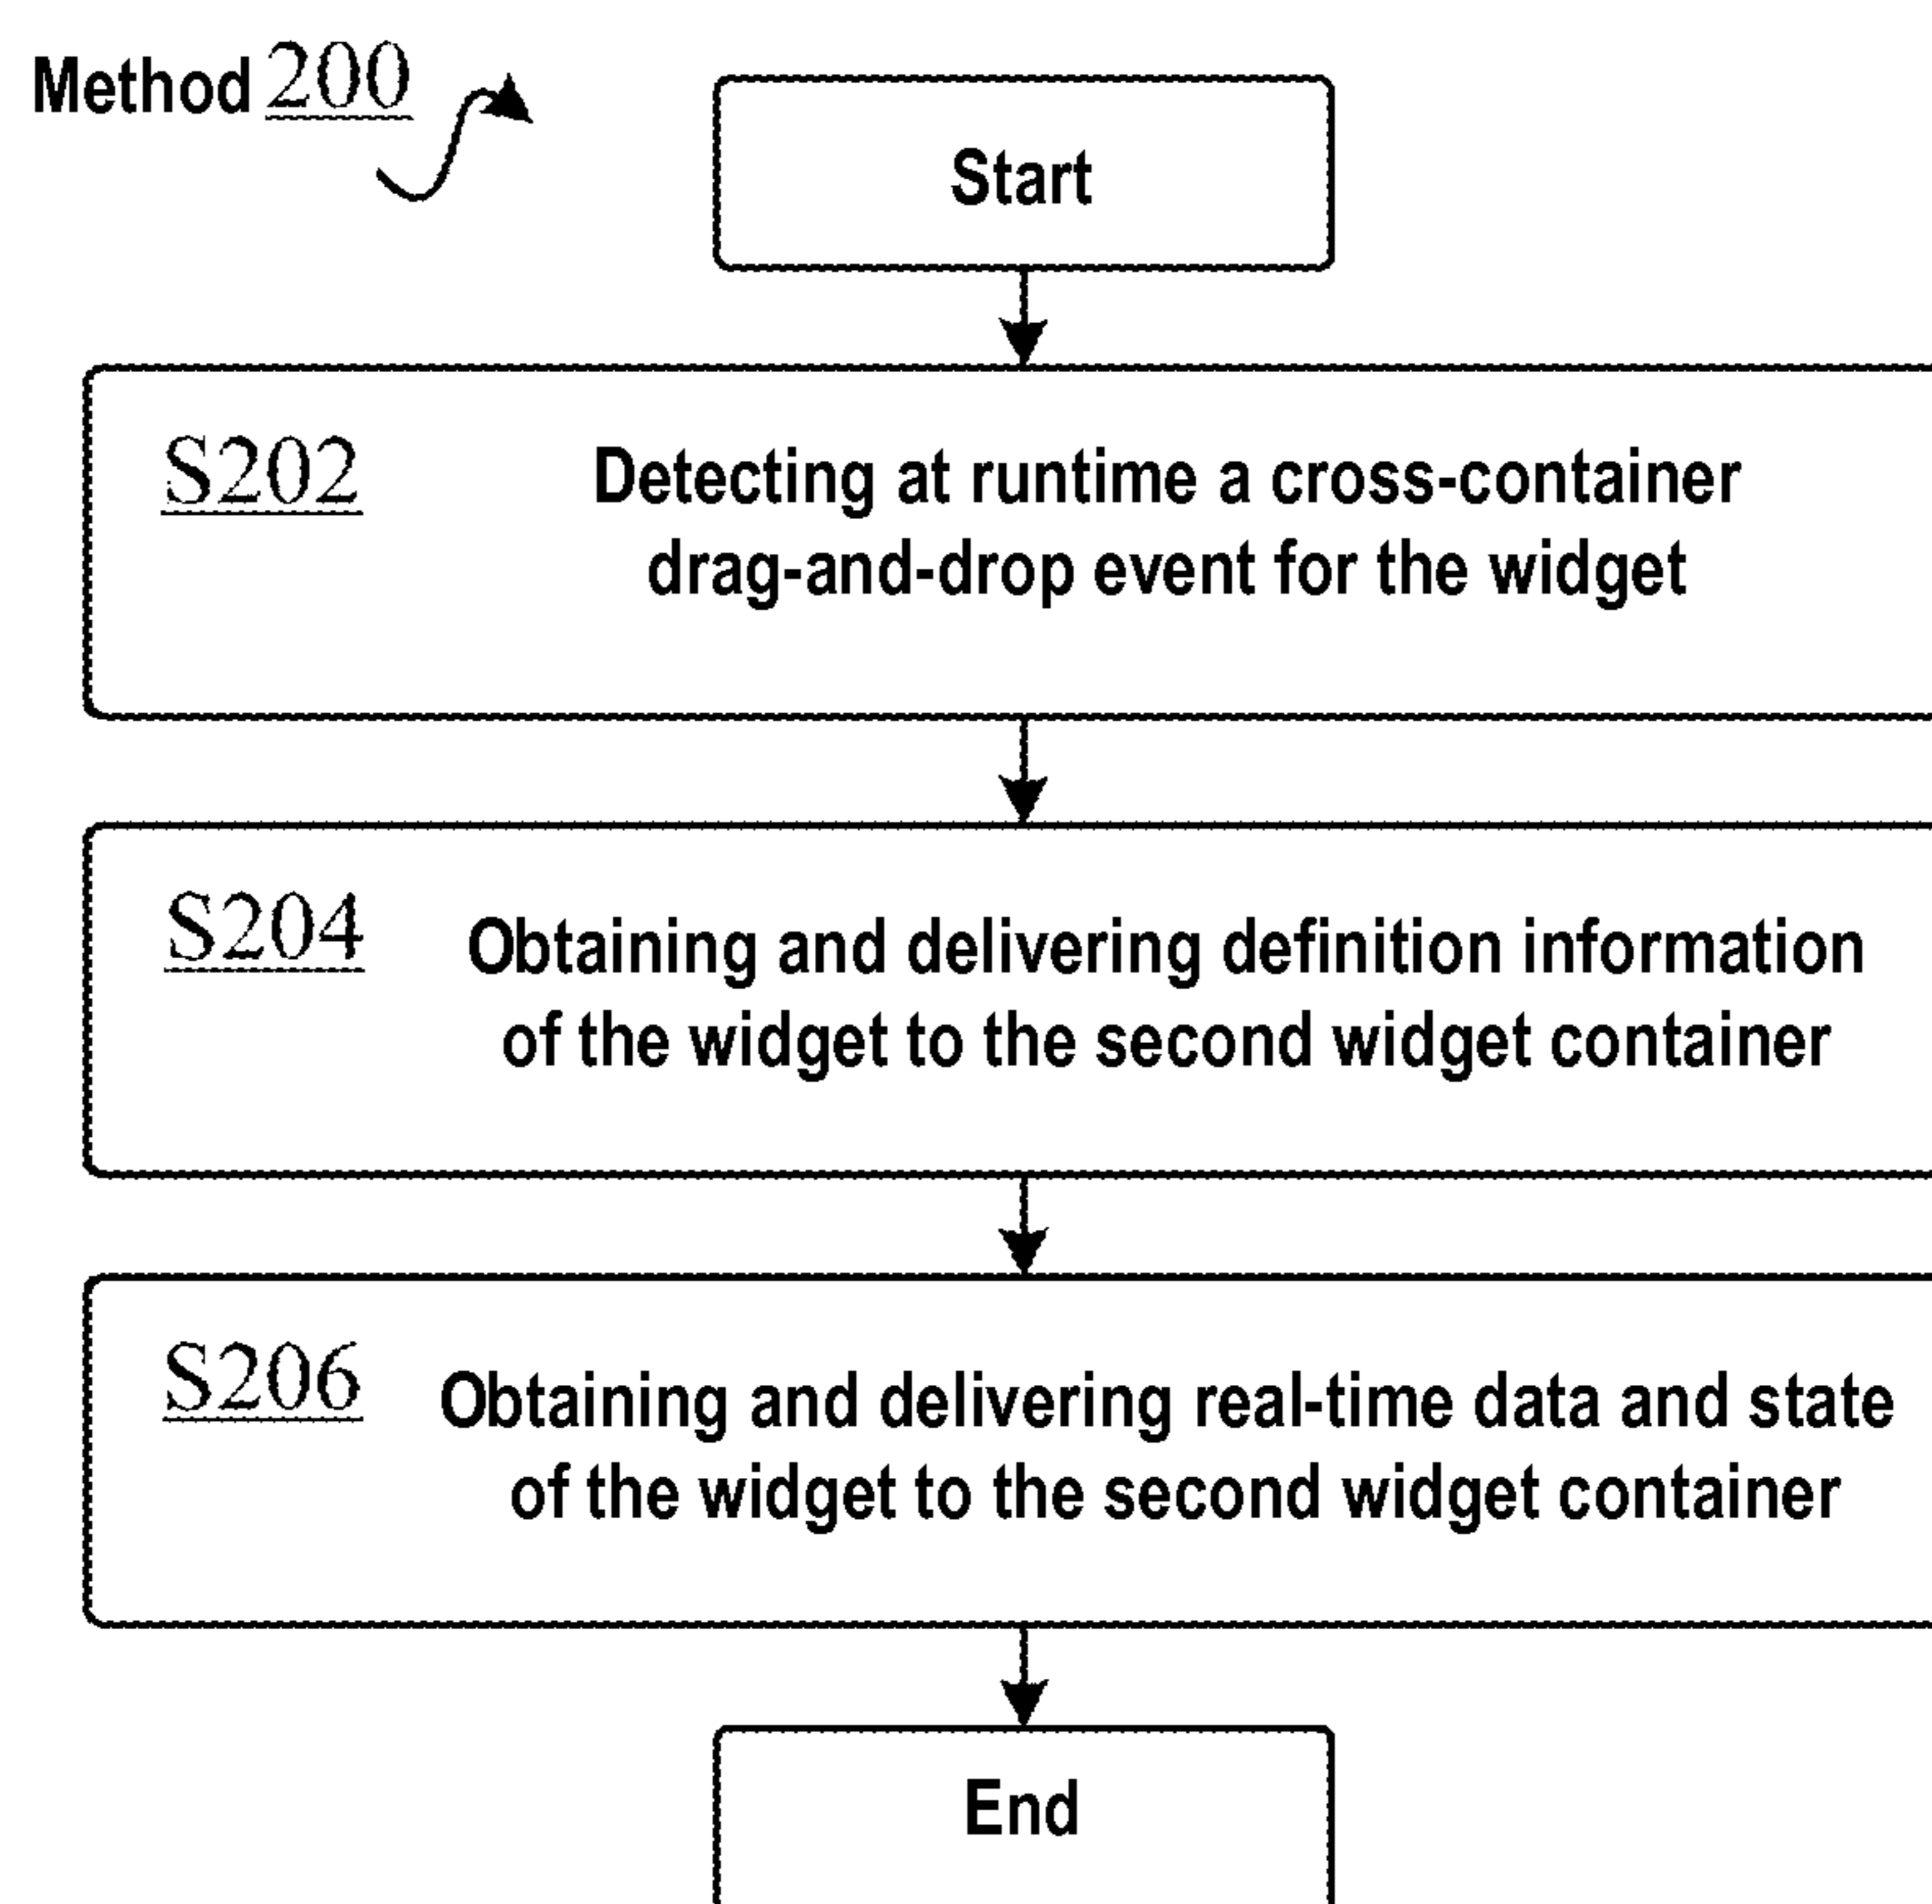 Method 200
Start
S202 Detecting at runtime a cross-container
drag-and-drop event for the widget
S204 Obtaining and delivering definition information
of the widget to the second widget container
S206 Obtaining and delivering real-time data and state
of the widget to the second widget container
End